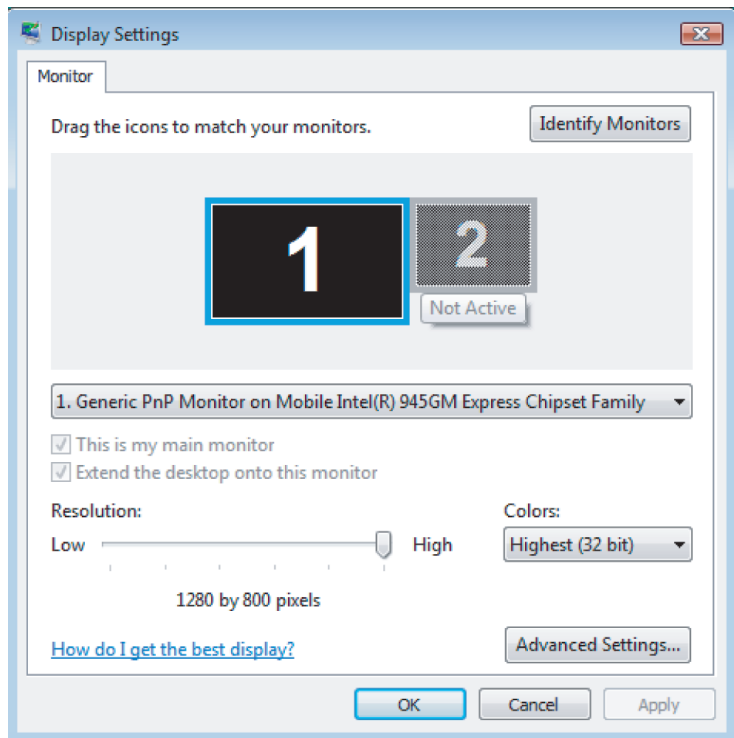 Display Settings
Monitor
Drag the icons to match your monitors.
Identify Monitors
1
2
Not Active
1. Generic PnP Monitor on Mobile Intel(R) 945GM Express Chipset Family
This is my main monitor
Extend the desktop onto this monitor
Resolution:
Colors:
Low
High
Highest (32 bit)
1280 by 800 pixels
How do I get the best display?
Advanced Settings...
OK
Cancel
Apply